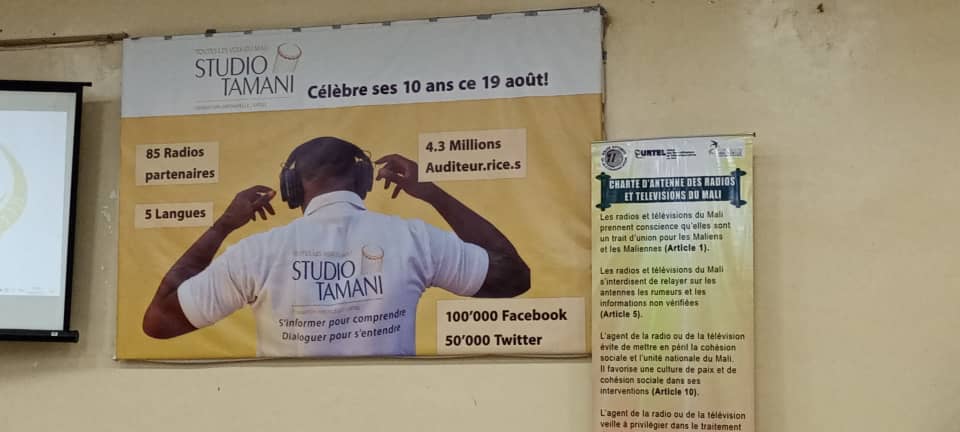 TOUTES LES VOIX DU MALI
STUDIO
TAMANI
Célèbre ses 10 ans ce 19 août!
85 Radios
partenaires
5 Langues
4.3 Millions
Auditeur.rice.s
STUDIO
TAMANI
S'informer pour comprendre
Dialoguer pour s'entendre
100'000 Facebook
50'000 Twitter
URTEL
CHARTE D'ANTENNE DES RADIOS
ET TELEVISIONS DU MALI
Les radios et télévisions du Mali
prennent conscience qu'elles sont
un trait d'union pour les Maliens
et les Maliennes (Article 1).
Les radios et télévisions du Mali
s'interdisent de relayer sur les
antennes les rumeurs et les
informations non vérifiées
(Article 5).
L'agent de la radio ou de la télévision
évite de mettre en péril la cohésion
sociale et l'unité nationale du Mali.
Il favorise une culture de paix et de
cohésion sociale dans ses
interventions (Article 10).
L'agent de la radio ou de la télévision
veille à privilégier dans le traitement